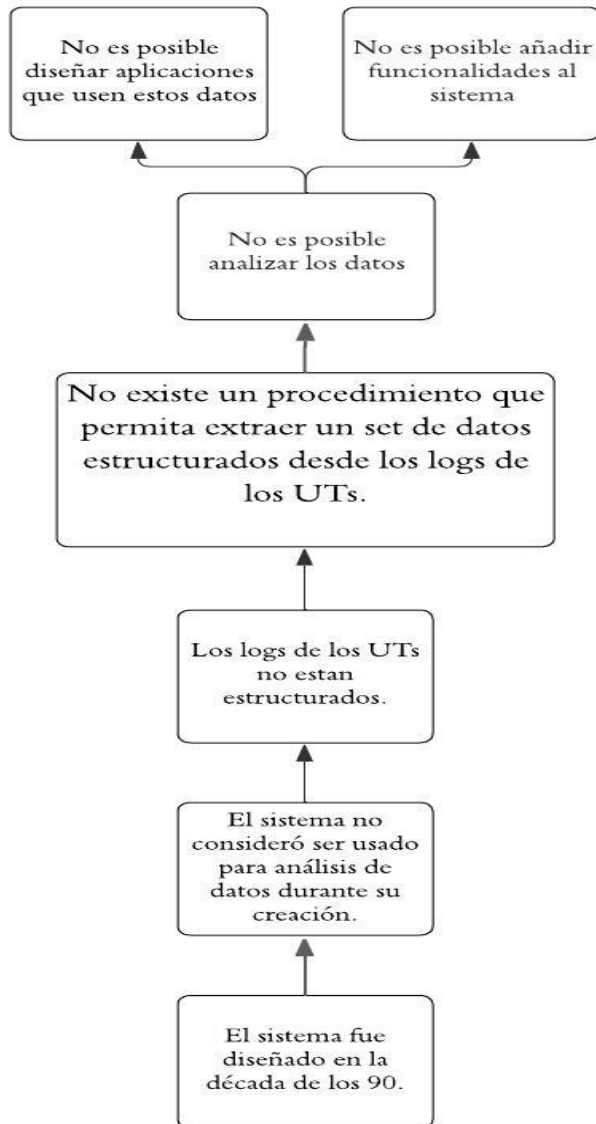 No es posible
diseñar aplicaciones
que usen estos datos
No es posible añadir
funcionalidades al
sistema
No es posible
analizar los datos
No existe un procedimiento que
permita extraer un set de datos
estructurados desde los logs de
los UTs.
Los logs de los UTs
no estan
estructurados.
El sistema no
consideró ser usado
para análisis de
datos durante su
creación.
El sistema fue
diseñado en la
década de los 90.